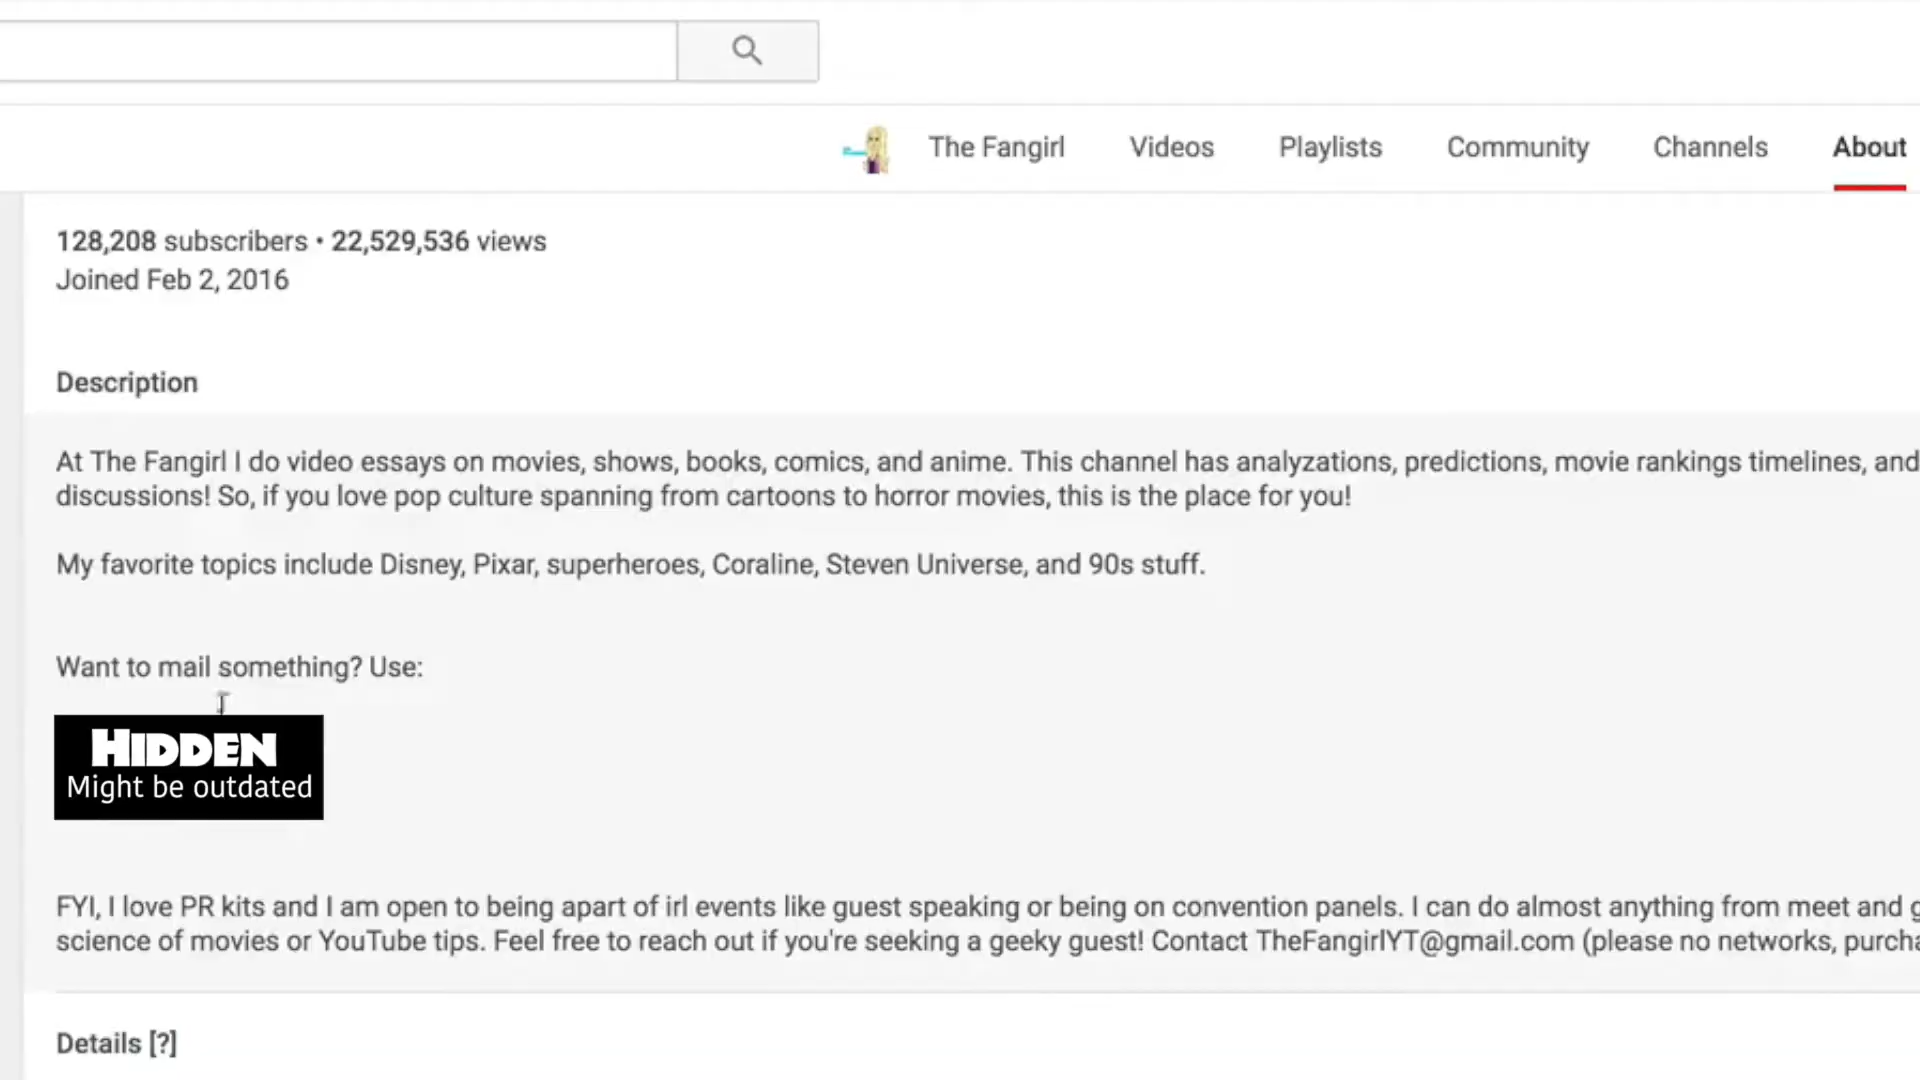 The Fangirl Videos Playlists Community Channels About
128,208 subscribers • 22,529,536 views
Joined Feb 2, 2016
Description
At The Fangirl I do video essays on movies, shows, books, comics, and anime. This channel has analyzations, predictions, movie rankings timelines, and
discussions! So, if you love pop culture spanning from cartoons to horror movies, this is the place for you!
My favorite topics include Disney, Pixar, superheroes, Coraline, Steven Universe, and 90s stuff.
Want to mail something? Use:
HIDDEN
Might be outdated
FYI, I love PR kits and I am open to being apart of irl events like guest speaking or being on convention panels. I can do almost anything from meet and
science of movies or YouTube tips. Feel free to reach out if you're seeking a geeky guest! Contact TheFangirlYT@gmail.com (please no networks,
Details [?]